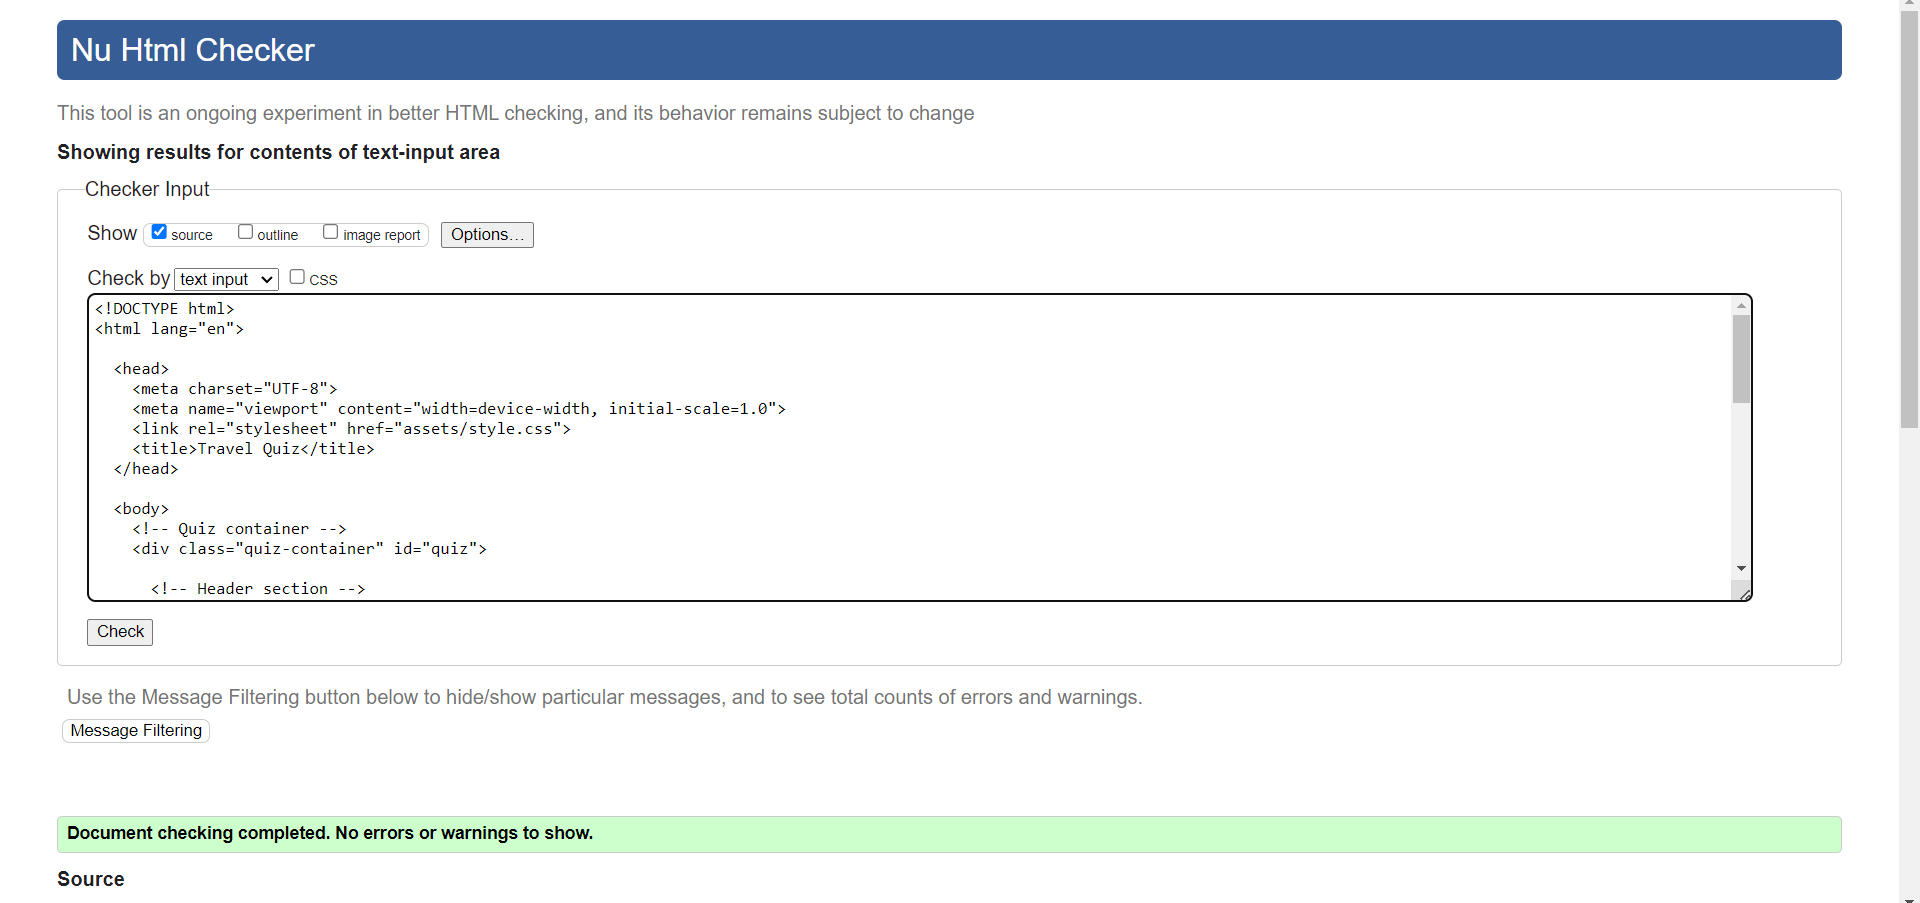 Nu Html Checker
This tool is an ongoing experiment in better HTML checking, and its behavior remains subject to change
Showing results for contents of text-input area
Checker Input
Show source outline image report Options...
Check by text input CSS
<!DOCTYPE html>
<html lang="en">
<head>
<meta charset="UTF-8">
<meta name="viewport" content="width=device-width, initial-scale=1.0">
<link rel="stylesheet" href="assets/style.css">
<title>Travel Quiz</title>
</head>
<body>
<!-- Quiz container -->
<div class="quiz-container" id="quiz">
<!-- Header section -->
Check
Use the Message Filtering button below to hide/show particular messages, and to see total counts of errors and warnings.
Message Filtering
Document checking completed. No errors or warnings to show.
Source